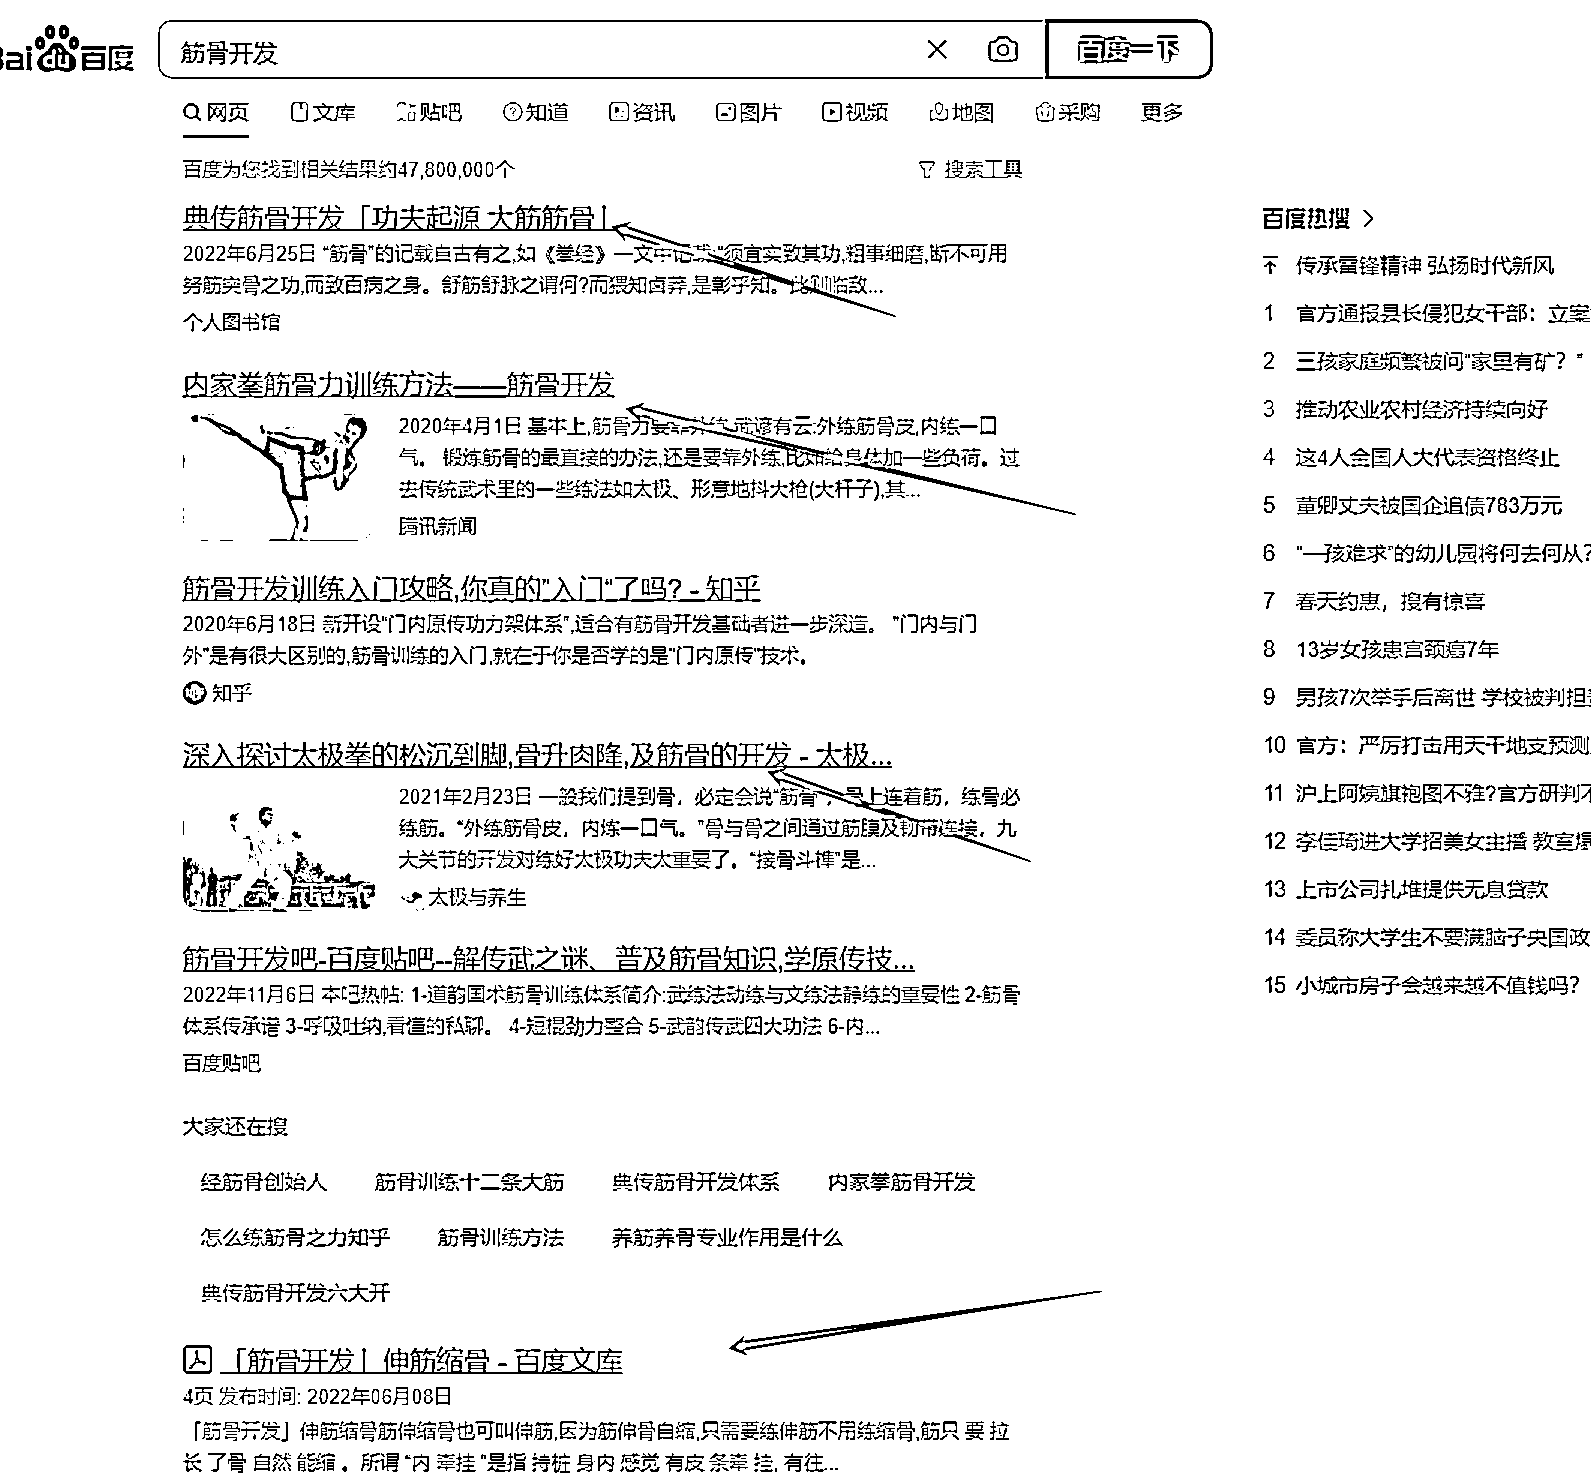 Bai 百度
筋骨开发
百度一下
网页 文库 贴吧 知道 资讯 图片 视频 地图 采购 更多
百度为您找到相关结果约47,800,000个
搜索工具
典传筋骨开发「功夫起源 大筋筋骨」
2022年6月25日 “筋骨”的记载自古有之,如《拳经》一文中记载:“须宜实致其功,粗事细磨,断不可用
努筋突骨之功,而致百病之身。舒筋舒脉之谓何?而猥知卤莽,是彰乎知。比到临敌...
个人图书馆
内家拳筋骨力训练方法——筋骨开发
2020年4月1日 基本上,筋骨力要靠外练,武谚有云:外练筋骨皮,内练一口
气。 锻炼筋骨的最直接的办法,还是要靠外练,比如给身体加一些负荷。过
去传统武术里的一些练法如太极、形意地抖大枪(大杆子),其...
腾讯新闻
筋骨开发训练入门攻略,你真的"入门"了吗? - 知乎
2020年6月18日 新开设“门内原传功力架体系”,适合有筋骨开发基础者进一步深造。 "门内与门
外"是有很大区别的,筋骨训练的入门,就在于你是否学的是“门内原传”技术。
知乎
深入探讨太极拳的松沉到脚,骨升肉降,及筋骨的开发 - 太极...
2021年2月23日 一般我们提到骨，必定会说“筋骨”，骨上连着筋，练骨必
练筋。“外练筋骨皮，内炼一口气。”骨与骨之间通过筋膜及韧带连接，九
大关节的开发对练好太极功夫太重要了。“接骨斗榫”是...
太极与养生
筋骨开发吧-百度贴吧--解传武之谜、普及筋骨知识,学原传技...
2022年11月6日 本吧热帖: 1-道韵国术筋骨训练体系简介:武练法动练与文练法静练的重要性 2-筋骨
体系传承谱 3-呼吸吐纳,看懂的私聊。 4-短棍劲力整合 5-武韵传武四大功法 6-内...
百度贴吧
大家还在搜
经筋骨创始人 筋骨训练十二条大筋 典传筋骨开发体系 内家拳筋骨开发
怎么练筋骨之力知乎 筋骨训练方法 养筋养骨专业作用是什么
典传筋骨开发六大开
「筋骨开发」伸筋缩骨 - 百度文库
4页 发布时间: 2022年06月08日
「筋骨开发」伸筋缩骨筋伸缩骨也可叫伸筋,因为筋伸骨自缩,只需要练伸筋不用练缩骨,筋只 要 拉
长 了骨 自然 能缩 。所谓 “内 牵挂 ”是指 持桩 身内 感觉 有皮 条牵 挂, 有往...
百度热搜
传承雷锋精神 弘扬时代新风
1 官方通报县长侵犯女干部：立案
2 三孩家庭频繁被问“家里有矿？”
3 推动农业农村经济持续向好
4 这4人全国人大代表资格终止
5 董卿丈夫被国企追债783万元
6 “一孩难求”的幼儿园将何去何从?
7 春天约惠，搜有惊喜
8 13岁女孩患宫颈癌7年
9 男孩7次举手后离世 学校被判担责
10 官方：严厉打击用天干地支预测
11 沪上阿姨旗袍图不雅?官方研判不
12 李佳琦进大学招美女主播 教室爆
13 上市公司扎堆提供无息贷款
14 委员称大学生不要满脑子央国政
15 小城市房子会越来越不值钱吗?